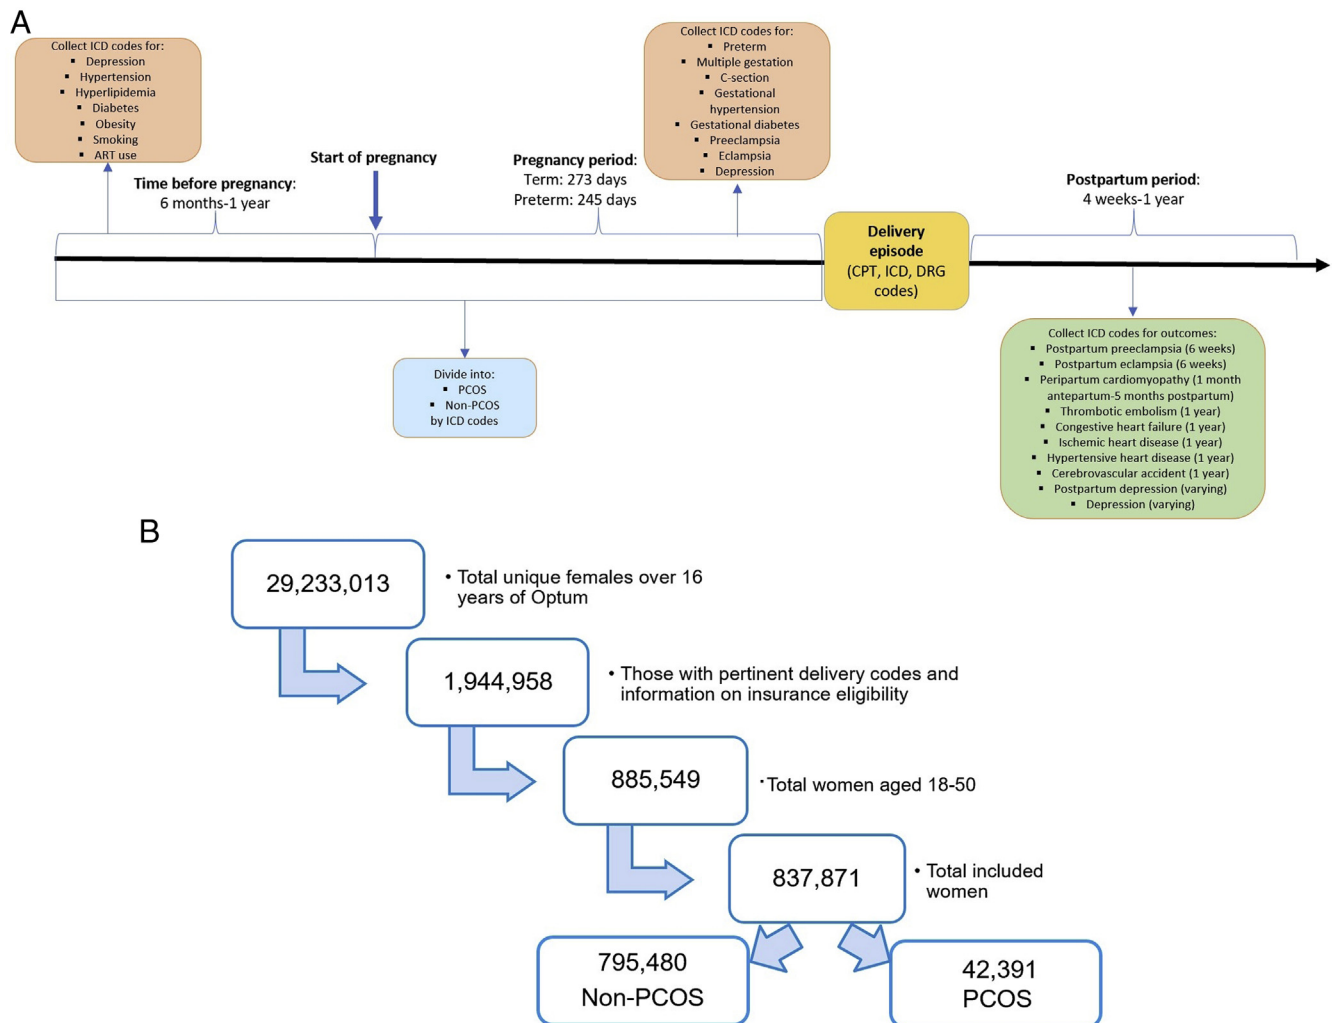 A
Collect ICD codes for:
▪ Depression
▪ Hypertension
▪ Hyperlipidemia
▪ Diabetes
▪ Obesity
▪ Smoking
▪ ART use
Time before pregnancy:
6 months-1 year
Start of pregnancy
Pregnancy period:
Term: 273 days
Preterm: 245 days
Collect ICD codes for:
▪ Preterm
▪ Multiple gestation
▪ C-section
▪ Gestational
hypertension
▪ Gestational diabetes
▪ Preeclampsia
▪ Eclampsia
▪ Depression
Delivery
episode
(CPT, ICD, DRG
codes)
Postpartum period:
4 weeks-1 year
Divide into:
▪ PCOS
▪ Non-PCOS
by ICD codes
Collect ICD codes for outcomes:
▪ Postpartum preeclampsia (6 weeks)
▪ Postpartum eclampsia (6 weeks)
▪ Peripartum cardiomyopathy (1 month
antepartum-5 months postpartum)
▪ Thrombotic embolism (1 year)
▪ Congestive heart failure (1 year)
▪ Ischemic heart disease (1 year)
▪ Hypertensive heart disease (1 year)
▪ Cerebrovascular accident (1 year)
▪ Postpartum depression (varying)
▪ Depression (varying)
B
29,233,013
• Total unique females over 16
years of Optum
1,944,958
• Those with pertinent delivery codes and
information on insurance eligibility
885,549
• Total women aged 18-50
837,871
• Total included
women
795,480
Non-PCOS
42,391
PCOS